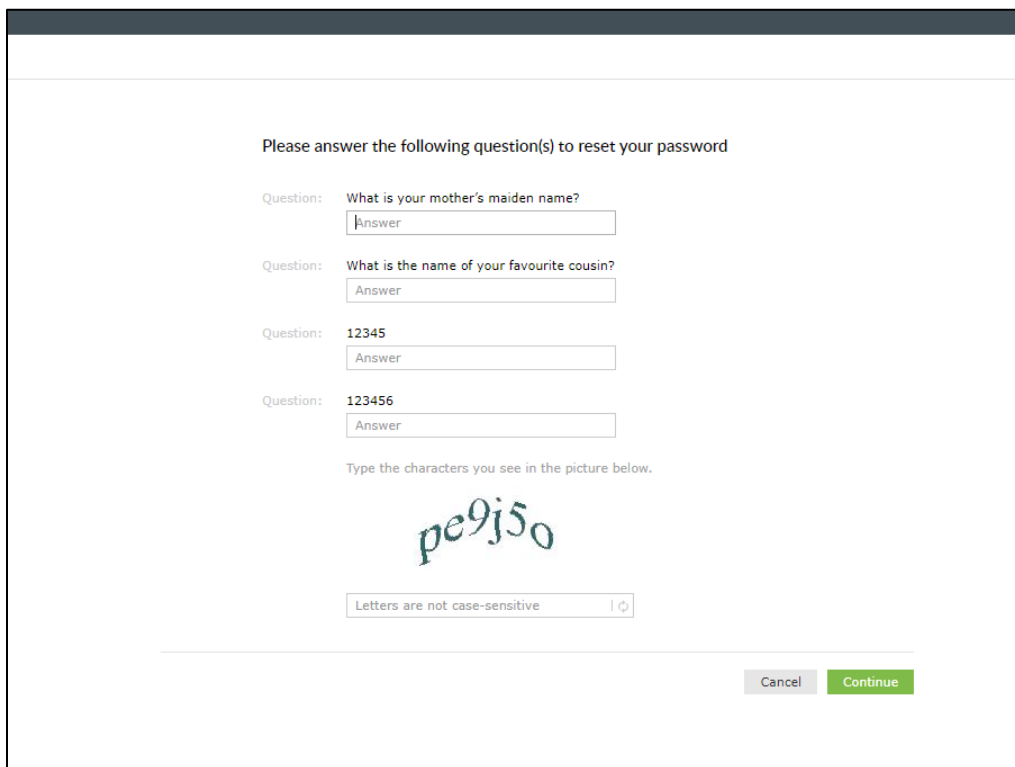 Please answer the following question(s) to reset your password
Question: What is your mother’s maiden name?
Answer
Question: What is the name of your favourite cousin?
Answer
Question: 12345
Answer
Question: 123456
Answer
Type the characters you see in the picture below.
pe9j5o
Letters are not case-sensitive
Cancel Continue